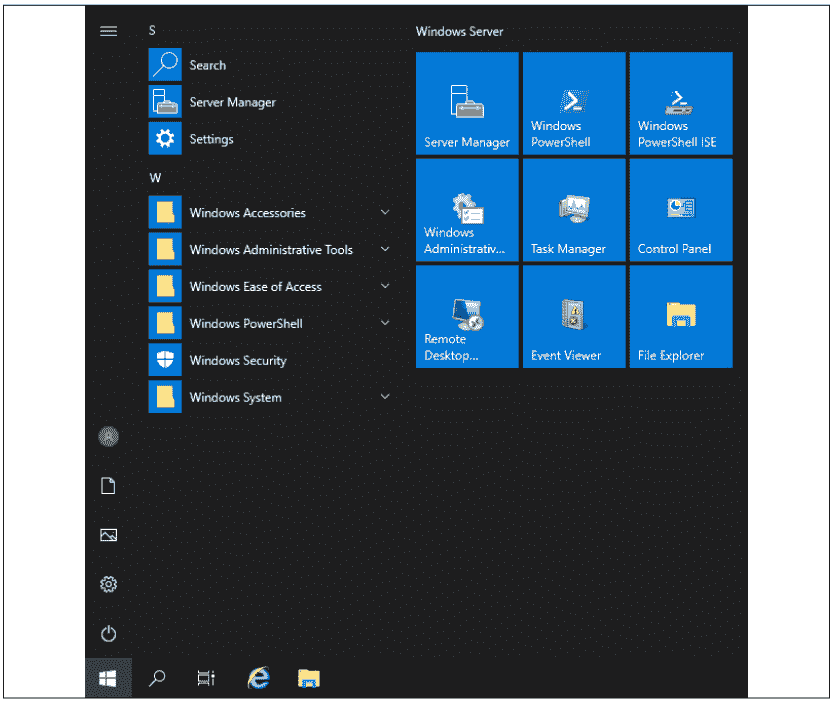 S
Search
Server Manager
Settings
W
Windows Accessories
Windows Administrative Tools
Windows Ease of Access
Windows PowerShell
Windows Security
Windows System
Windows Server
Server Manager
Windows
PowerShell
Windows
PowerShell ISE
Windows
Administrativ...
Task Manager
Control Panel
Remote
Desktop...
Event Viewer
File Explorer